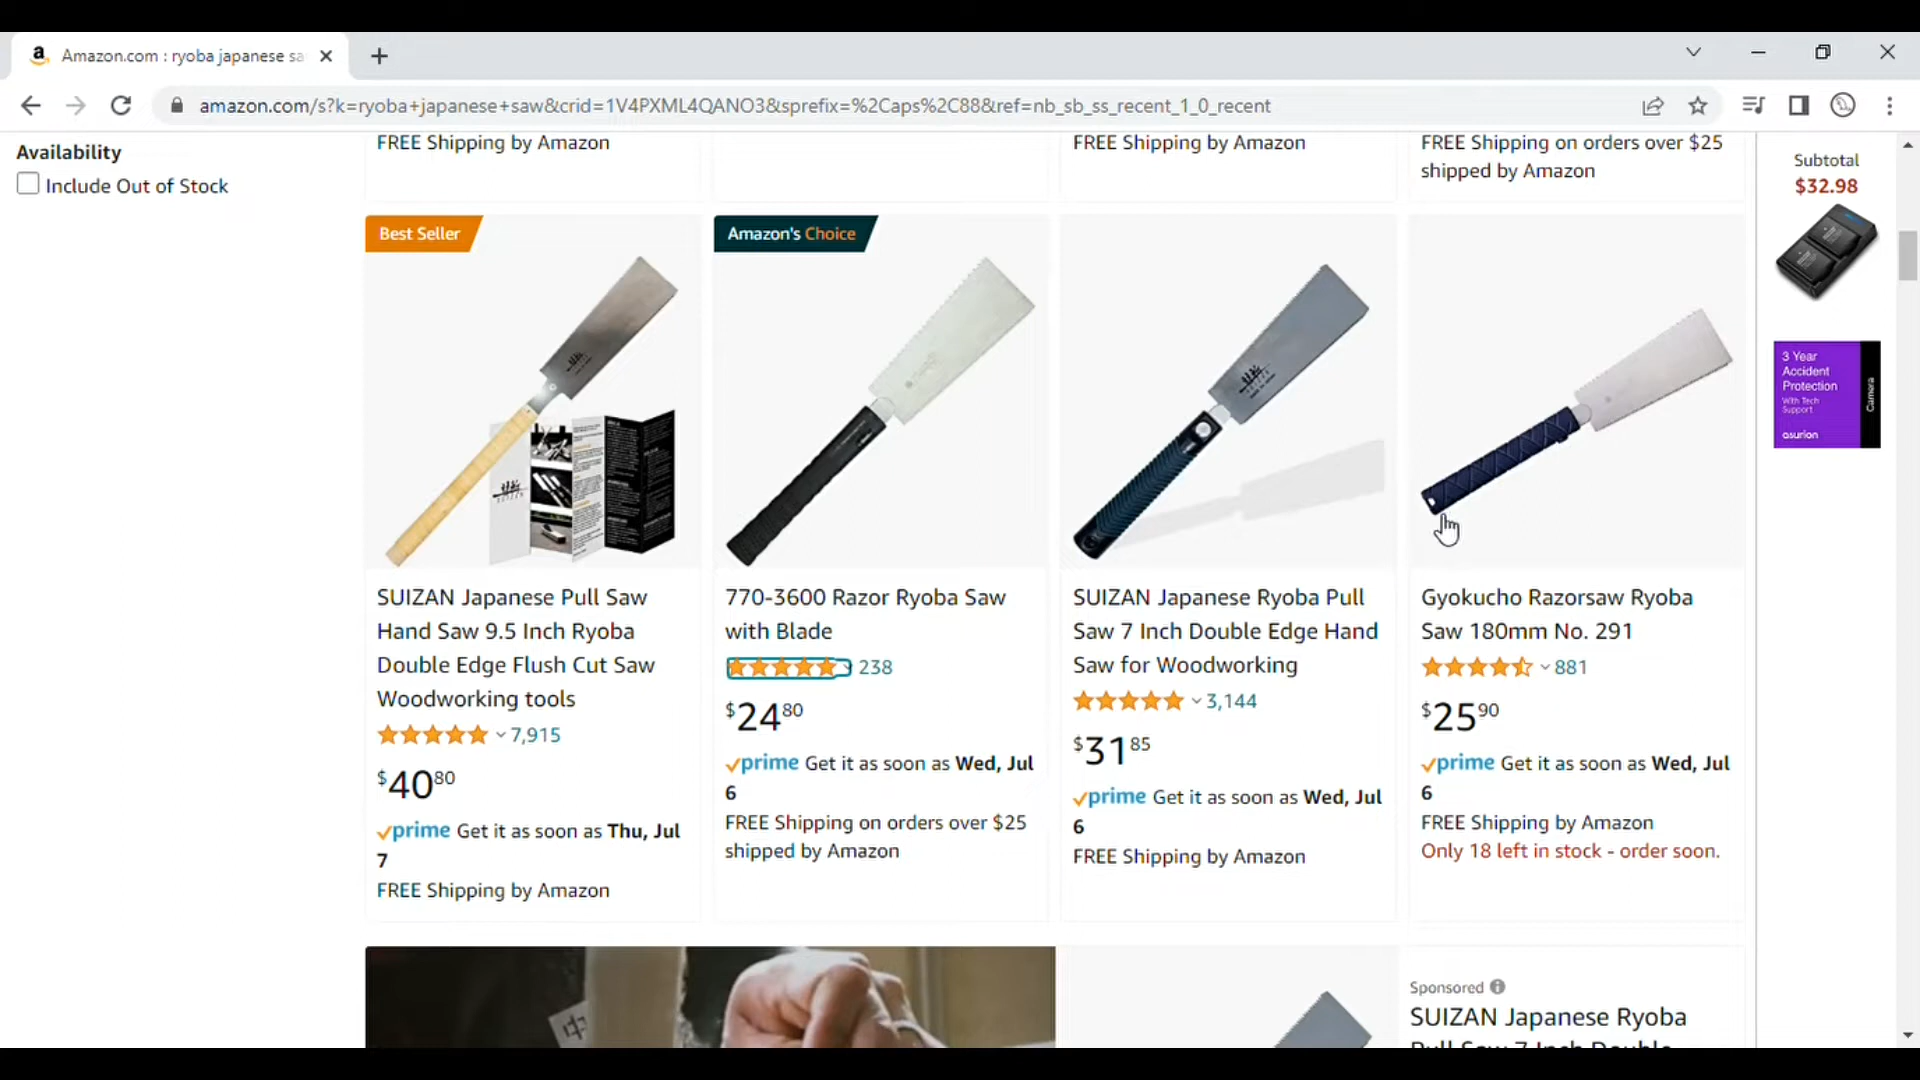 Amazon.com : ryoba japanese sa
amazon.com/s?k=ryoba+japanese+saw&crid=1V4PXML4QANO3&sprefix=%2Caps%2C88&ref=nb_sb_ss_recent_1_0_recent
Availability
Include Out of Stock
FREE Shipping by Amazon
FREE Shipping by Amazon
FREE Shipping on orders over $25
shipped by Amazon
Subtotal
$32.98
3 Year
Accident
Protection
With Tech
Support
asurion
Camera
Best Seller
SUIZAN Japanese Pull Saw
Hand Saw 9.5 Inch Ryoba
Double Edge Flush Cut Saw
Woodworking tools
7,915
$4080
prime Get it as soon as Thu, Jul
7
FREE Shipping by Amazon
Amazon's Choice
770-3600 Razor Ryoba Saw
with Blade
238
$2480
prime Get it as soon as Wed, Jul
6
FREE Shipping on orders over $25
shipped by Amazon
SUIZAN Japanese Ryoba Pull
Saw 7 Inch Double Edge Hand
Saw for Woodworking
3,144
$3185
prime Get it as soon as Wed, Jul
6
FREE Shipping by Amazon
Gyokucho Razorsaw Ryoba
Saw 180mm No. 291
881
$2590
prime Get it as soon as Wed, Jul
6
FREE Shipping by Amazon
Only 18 left in stock - order soon.
Sponsored
SUIZAN Japanese Ryoba
Pull Saw 7 Inch Double